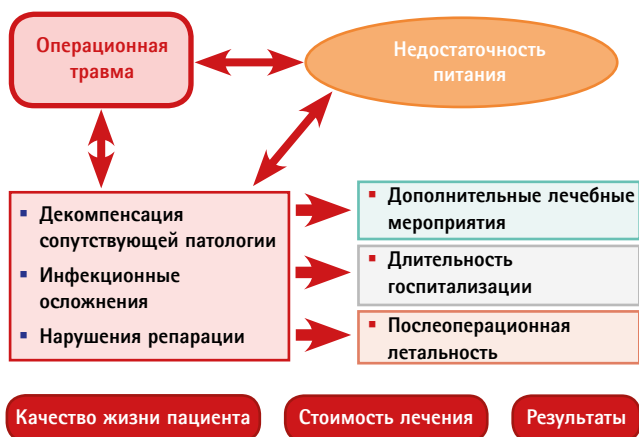 Операционная
травма
Недостаточность
питания
Декомпенсация
сопутствующей патологии
Инфекционные
осложнения
Нарушения репарации
Дополнительные лечебные
мероприятия
Длительность
госпитализации
Послеоперационная
летальность
Качество жизни пациента
Стоимость лечения
Результаты